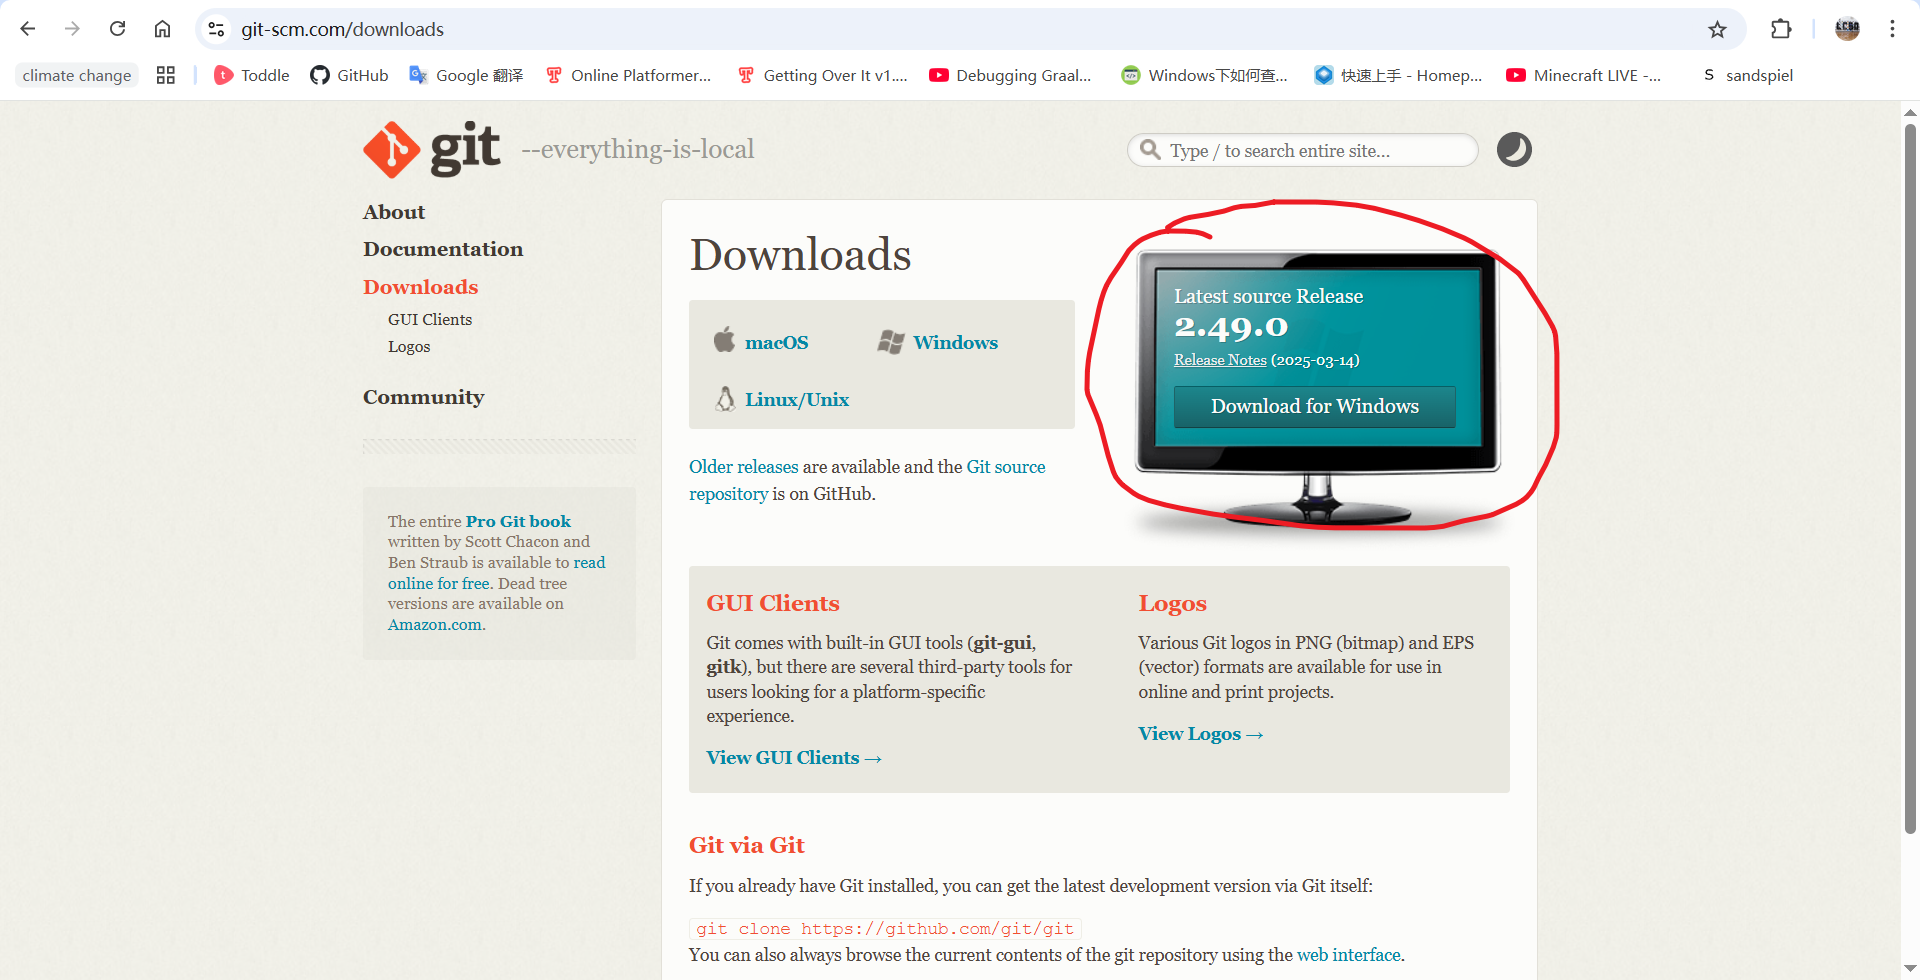 git-scm.com/downloads
climate change
Toddle
GitHub
Google 翻译
Online Platformer...
Getting Over It v1....
Debugging Graal...
Windows下如何查...
快速上手 - Homep...
Minecraft LIVE -...
S sandspiel
git --everything-is-local
Type / to search entire site...
About
Documentation
Downloads
GUI Clients
Logos
Community
The entire Pro Git book
written by Scott Chacon and
Ben Straub is available to read
online for free. Dead tree
versions are available on
Amazon.com.
Downloads
macOS
Windows
Linux/Unix
Older releases are available and the Git source
repository is on GitHub.
Latest source Release
2.49.0
Release Notes (2025-03-14)
Download for Windows
GUI Clients
Git comes with built-in GUI tools (git-gui,
gitk), but there are several third-party tools for
users looking for a platform-specific
experience.
View GUI Clients →
Logos
Various Git logos in PNG (bitmap) and EPS
(vector) formats are available for use in
online and print projects.
View Logos →
Git via Git
If you already have Git installed, you can get the latest development version via Git itself:
git clone https://github.com/git/git
You can also always browse the current contents of the git repository using the web interface.